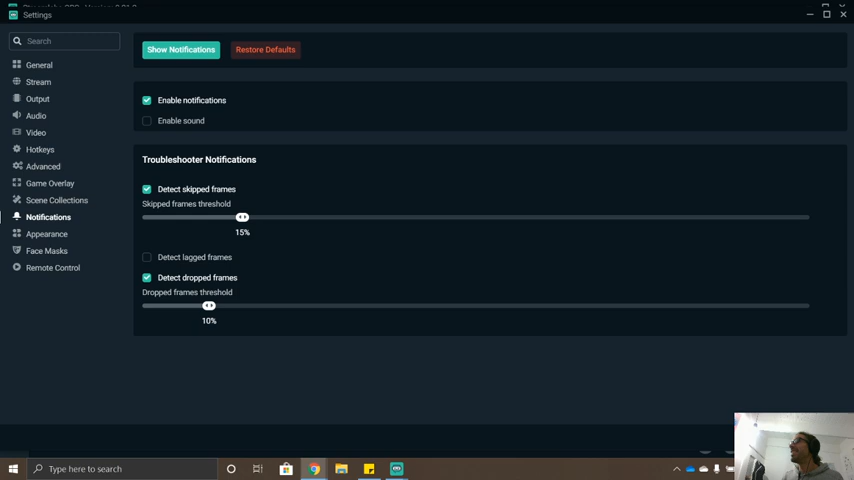 Settings
Search
General
Stream
Output
Audio
Video
Hotkeys
Advanced
Game Overlay
Scene Collections
Notifications
Appearance
Face Masks
Remote Control
Show Notifications
Restore Defaults
Enable notifications
Enable sound
Troubleshooter Notifications
Detect skipped frames
Skipped frames threshold
15%
Detect lagged frames
Detect dropped frames
Dropped frames threshold
10%
Type here to search